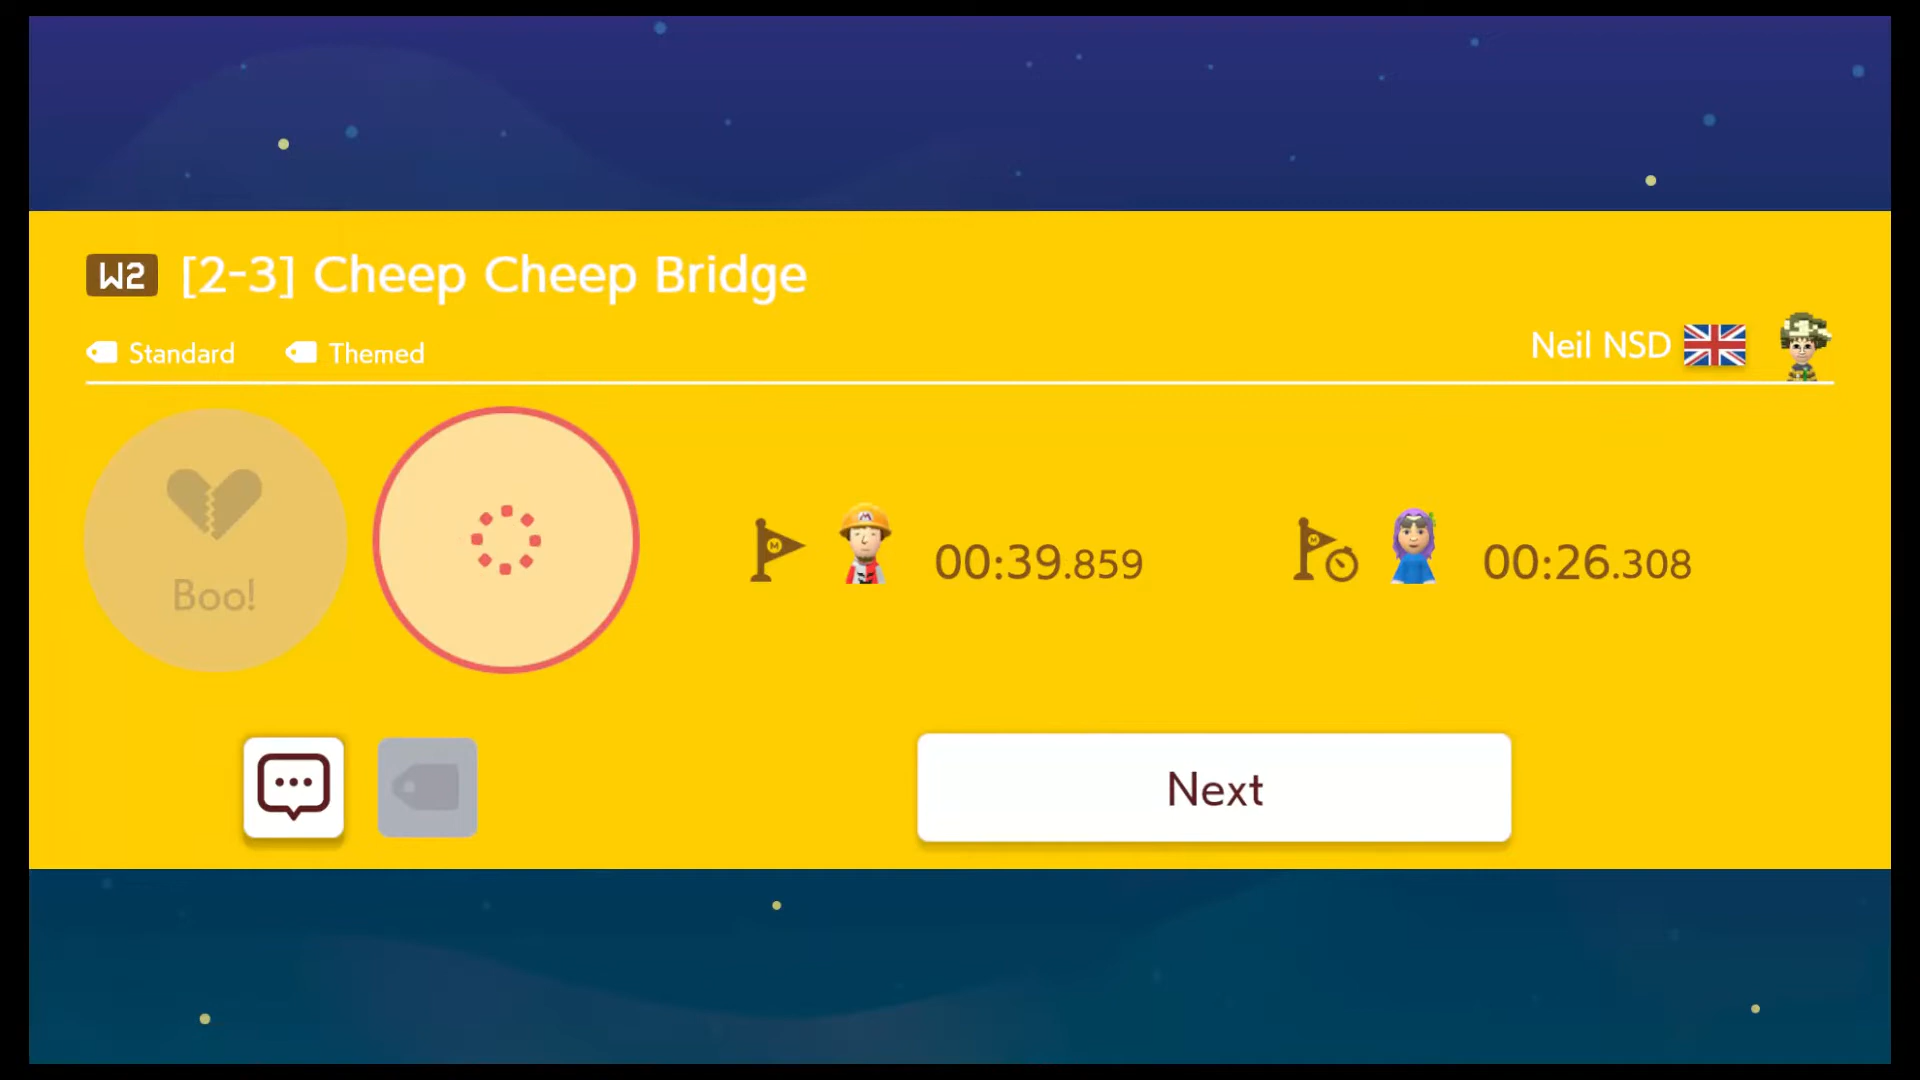 W2 [2-3] Cheep Cheep Bridge
Standard Themed
Neil NSD
Boo!
00:39.859
00:26.308
Next